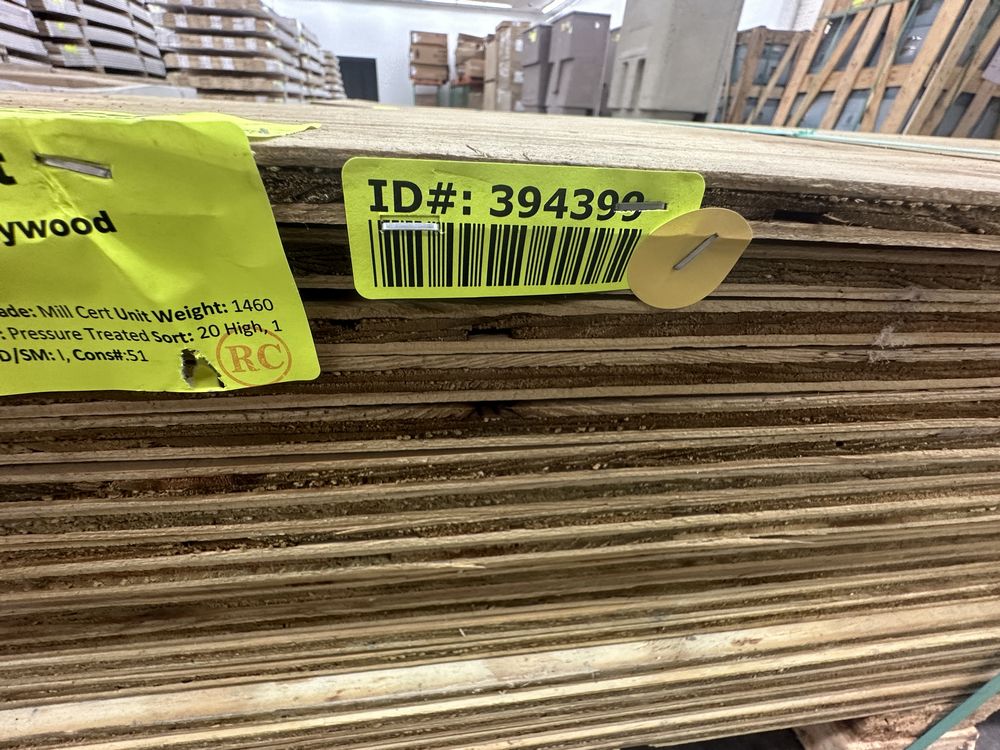 ywood
ade: Mill Cert Unit Weight: 1460
: Pressure Treated Sort: 20 High, 1
D/SM: I, Cons#:51
RC
ID#: 394399